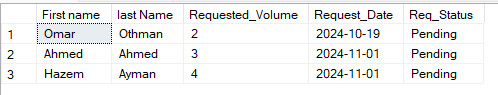 First name last Name Requested_Volume Request_Date Req_Status
1 Omar Othman 2 2024-10-19 Pending
2 Ahmed Ahmed 3 2024-11-01 Pending
3 Hazem Ayman 4 2024-11-01 Pending